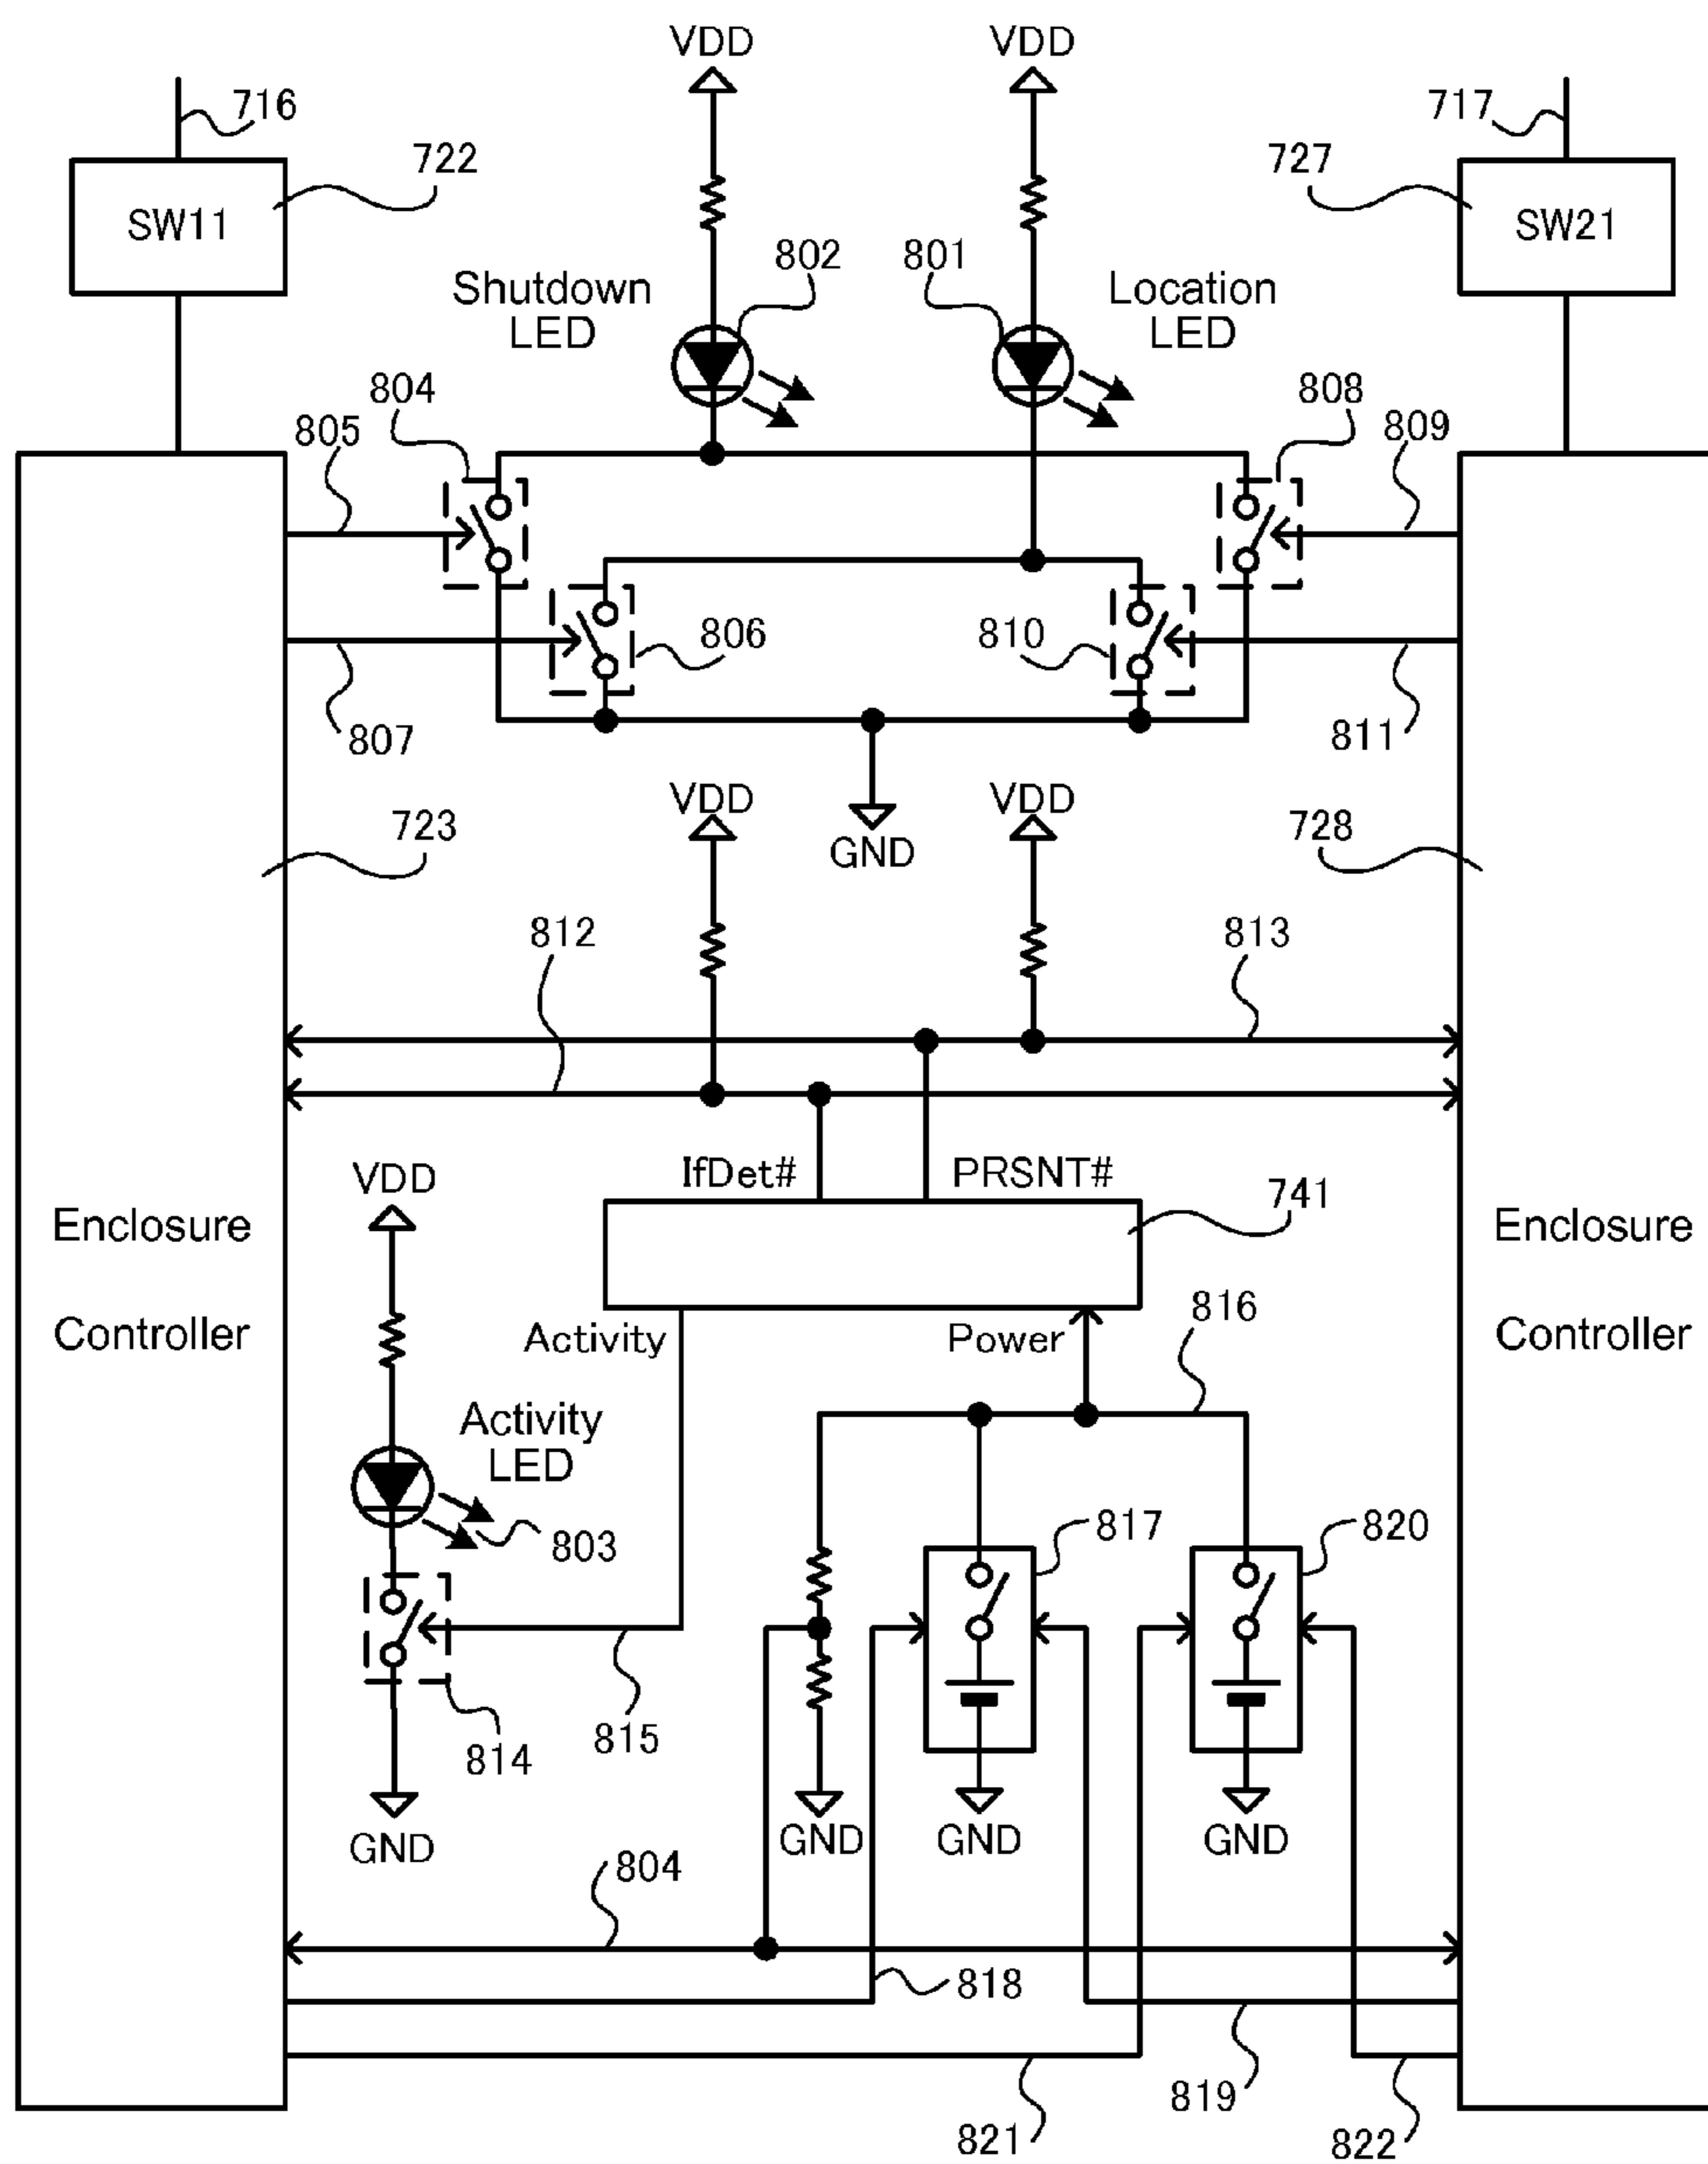 VDD
VDD
716
717
722
727
SW11
SW21
802
801
Shutdown
LED
Location
LED
804
808
805
809
806
810
807
811
VDD
VDD
GND
723
728
812
813
IfDet#
PRSNT#
VDD
741
Enclosure
Controller
Enclosure
Controller
Activity
Power
816
Activity
LED
803
817
820
815
814
GND
GND
GND
GND
804
818
819
821
822